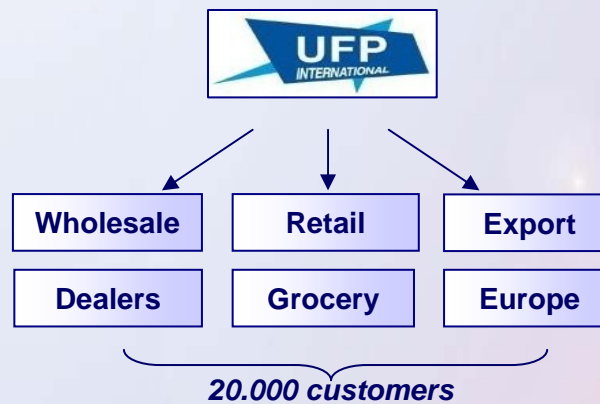 UFP
INTERNATIONAL
Wholesale Retail Export
Dealers Grocery Europe
20.000 customers